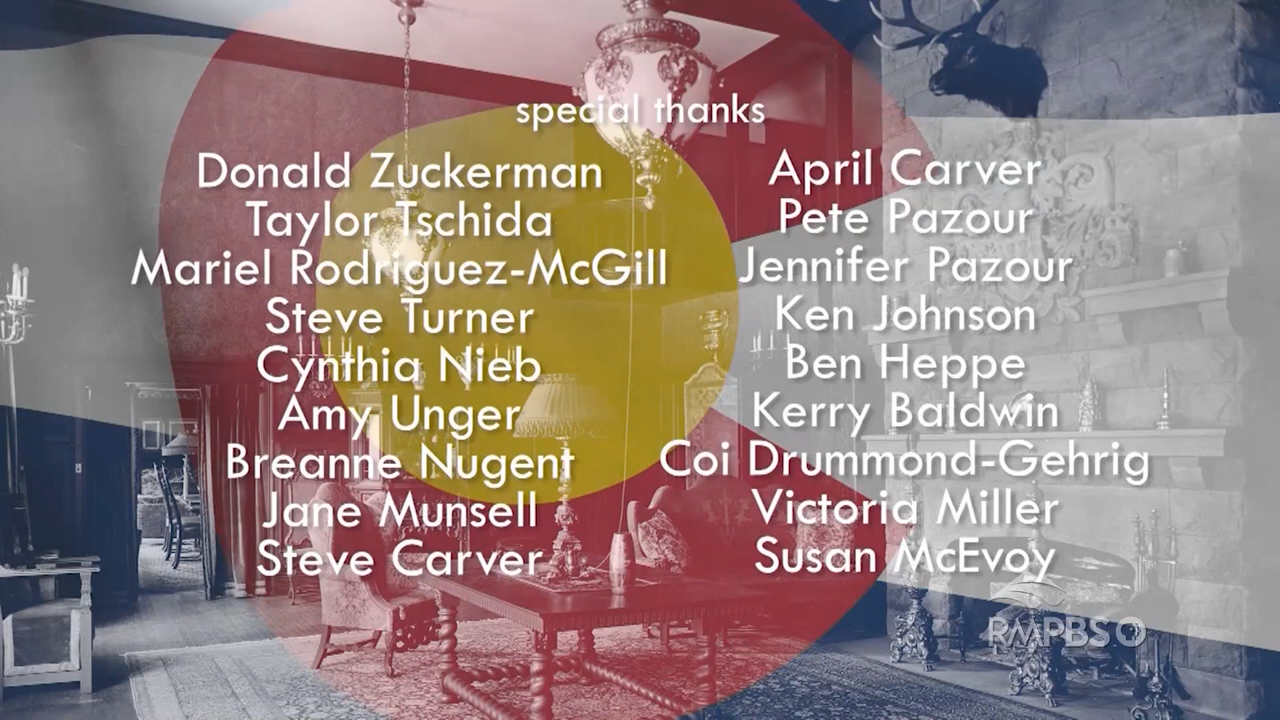 special thanks
Donald Zuckerman
Taylor Tschida
Mariel Rodriguez-McGill
Steve Turner
Cynthia Nieb
Amy Unger
Breanne Nugent
Jane Munsell
Steve Carver
April Carver
Pete Pazour
Jennifer Pazour
Ken Johnson
Ben Heppe
Kerry Baldwin
Coi Drummond-Gehrig
Victoria Miller
Susan McEvoy
RMPBS